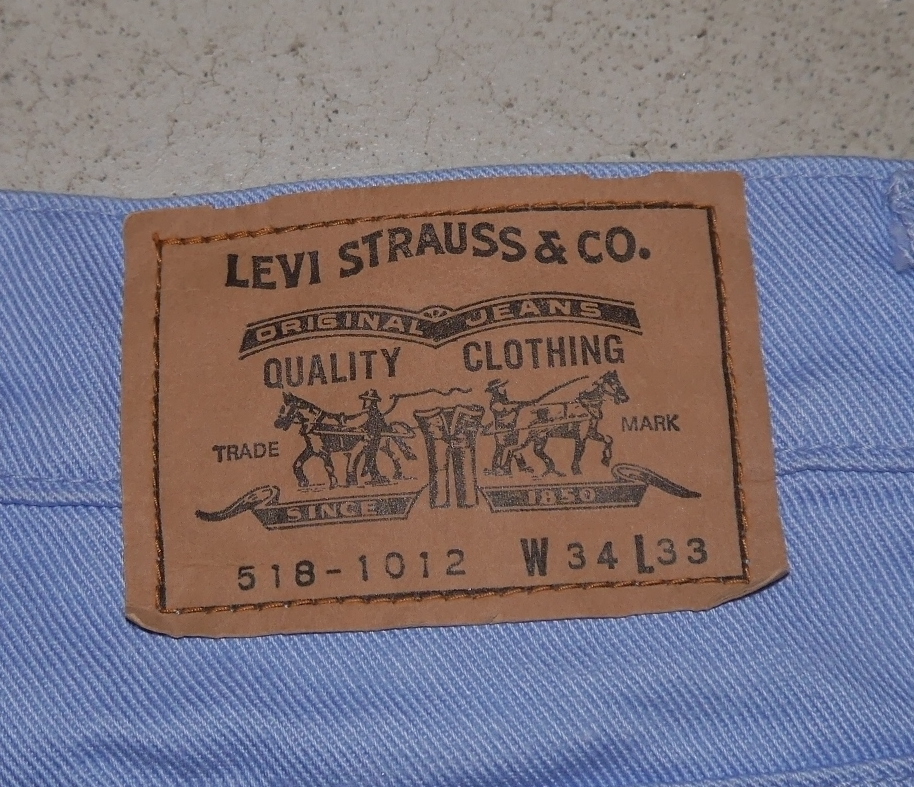 LEVI STRAUSS & CO.
ORIGINAL JEANS
QUALITY CLOTHING
TRADE MARK
SINCE 1850
518-1012 W 34 L 33